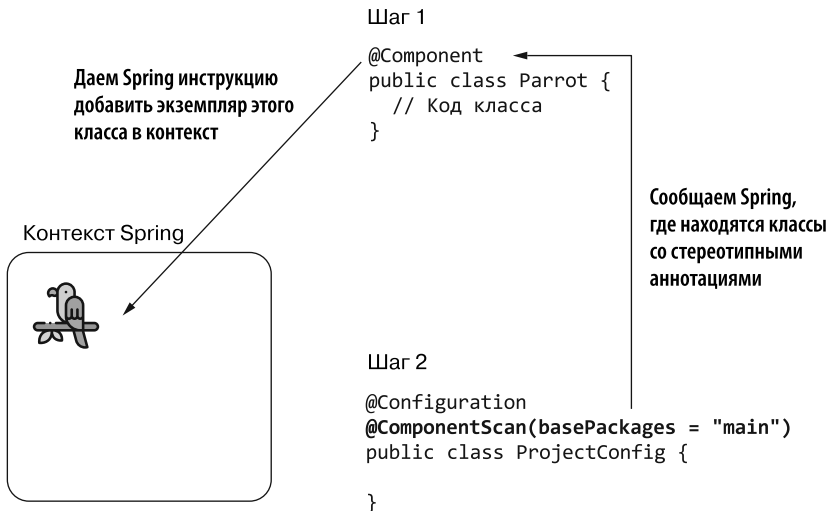 Шаг 1
@Component
public class Parrot {
  // Код класса
}
Даем Spring инструкцию
добавить экземпляр этого
класса в контекст
Сообщаем Spring,
где находятся классы
со стереотипными
аннотациями
Контекст Spring
Шаг 2
@Configuration
@ComponentScan(basePackages = "main")
public class ProjectConfig {
}